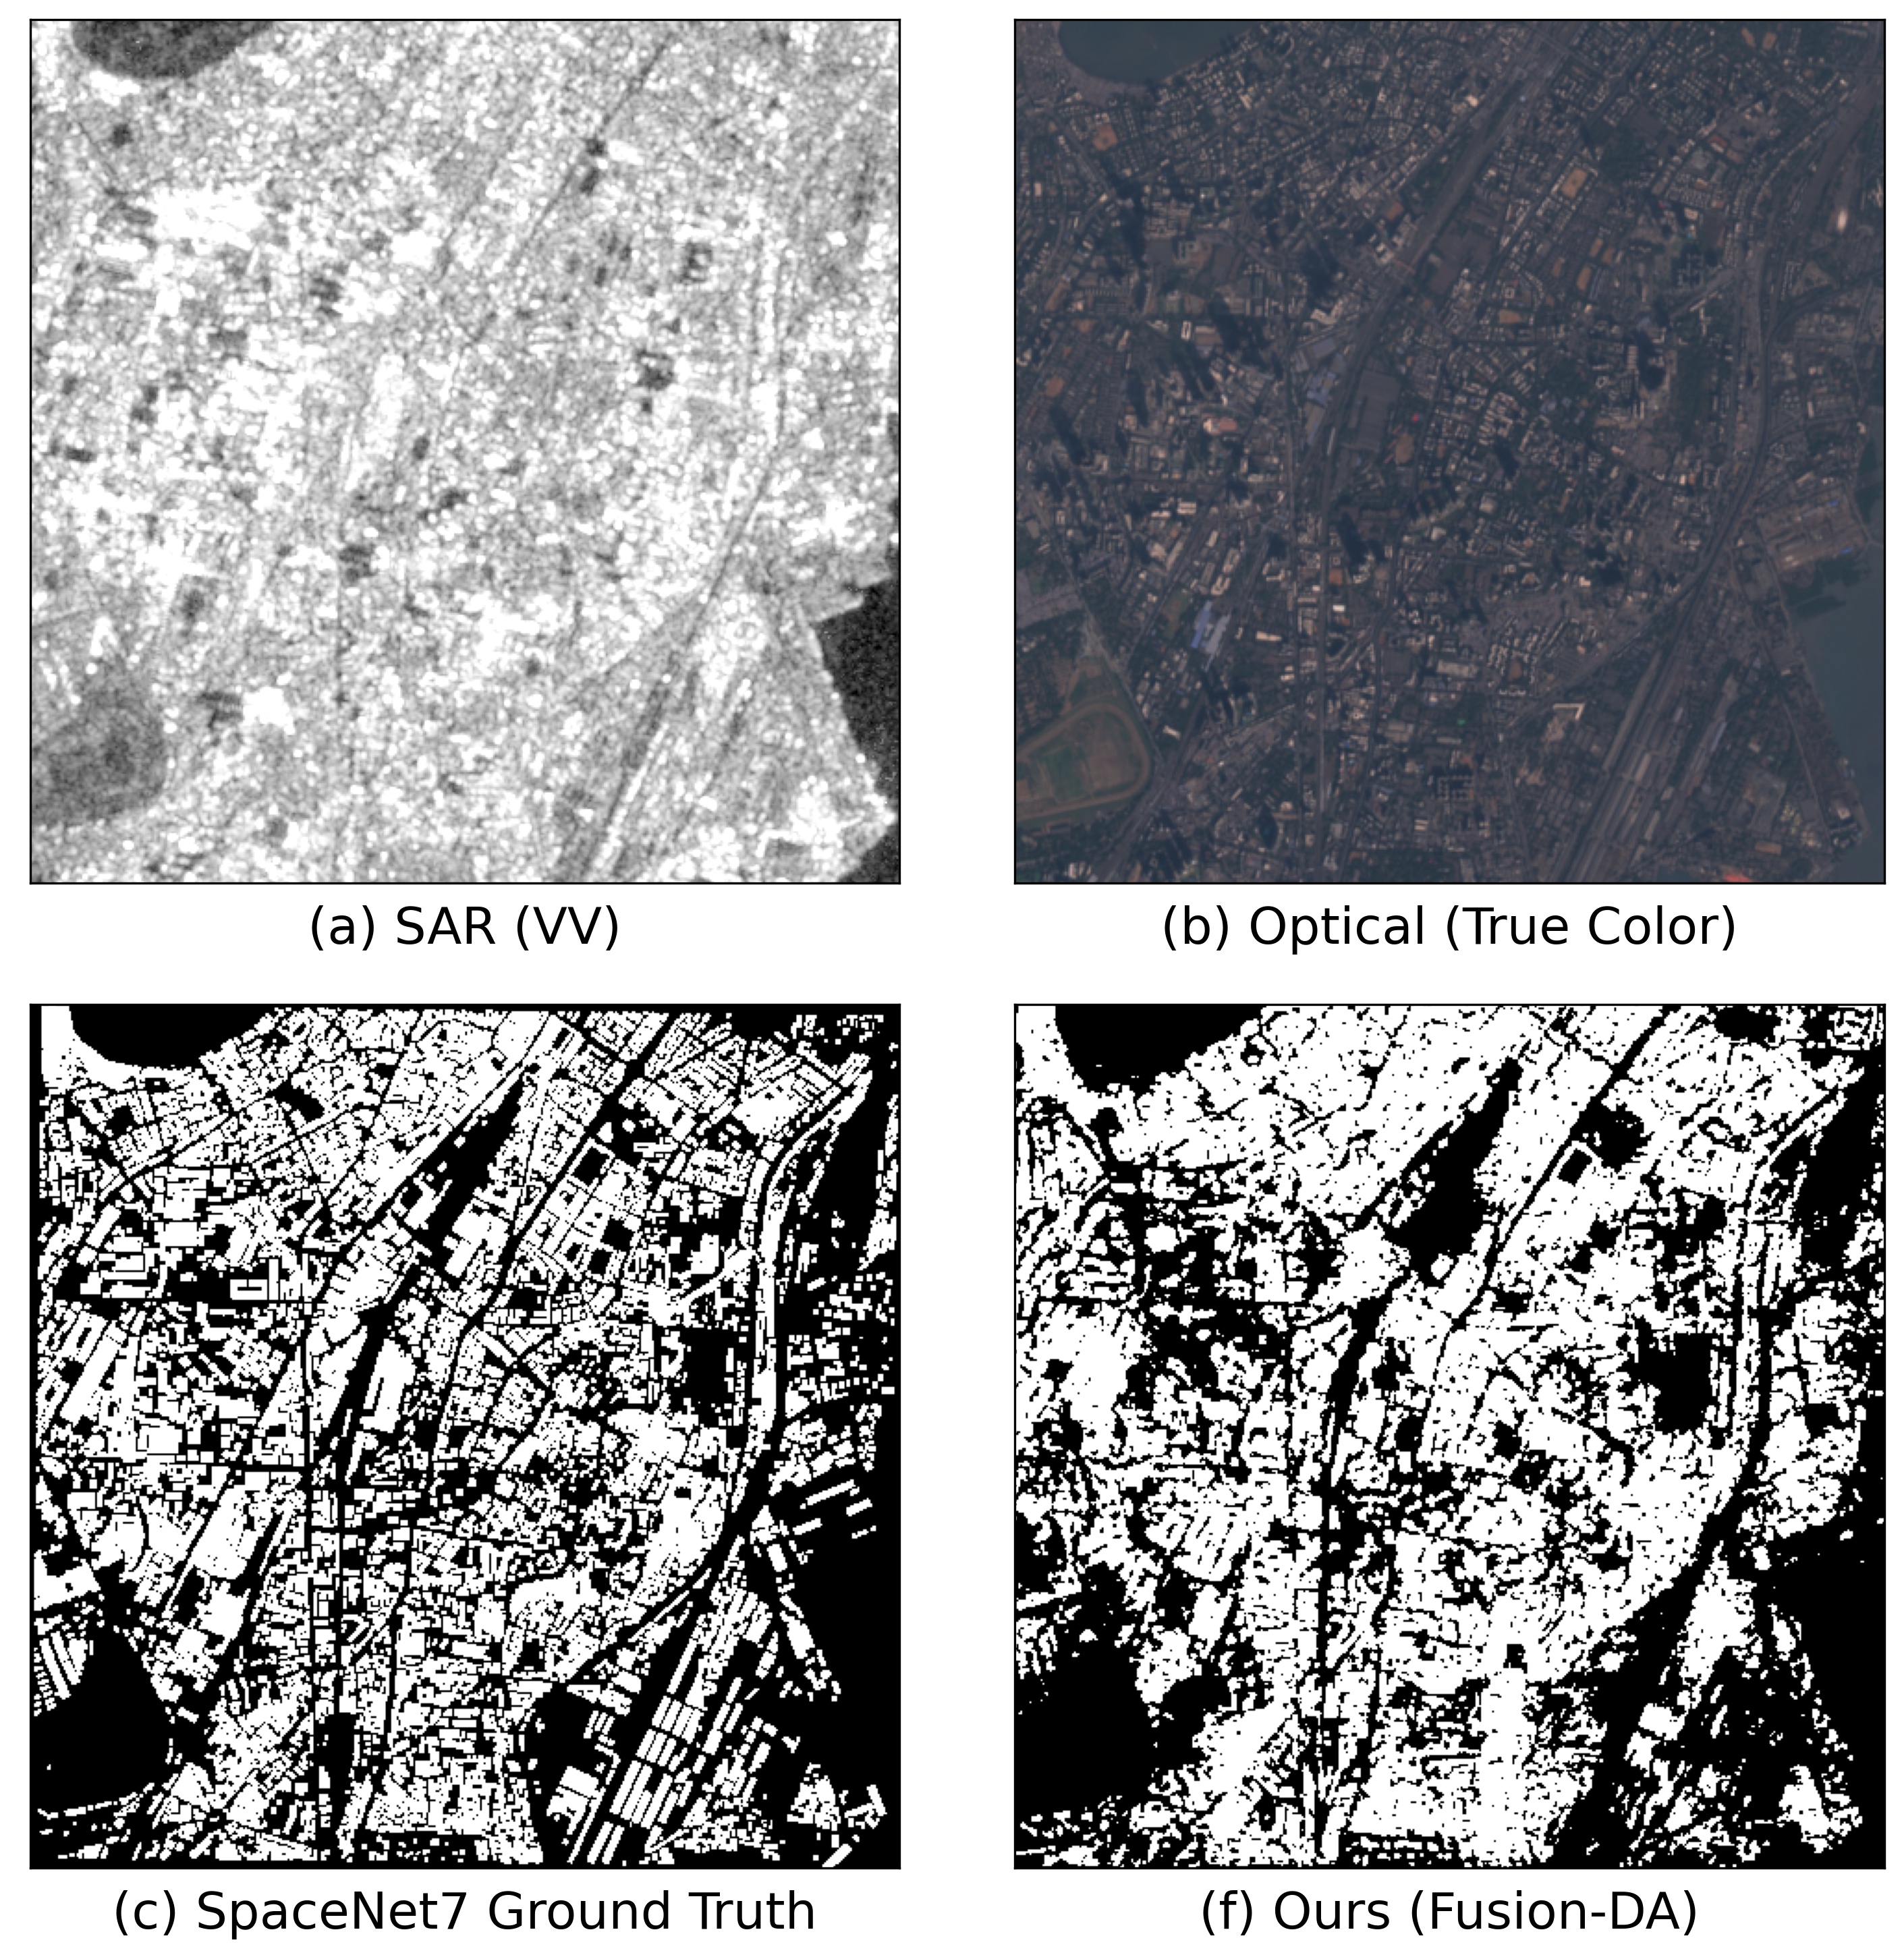 (a) SAR (VV)
(b) Optical (True Color)
(c) SpaceNet7 Ground Truth
(f) Ours (Fusion-DA)